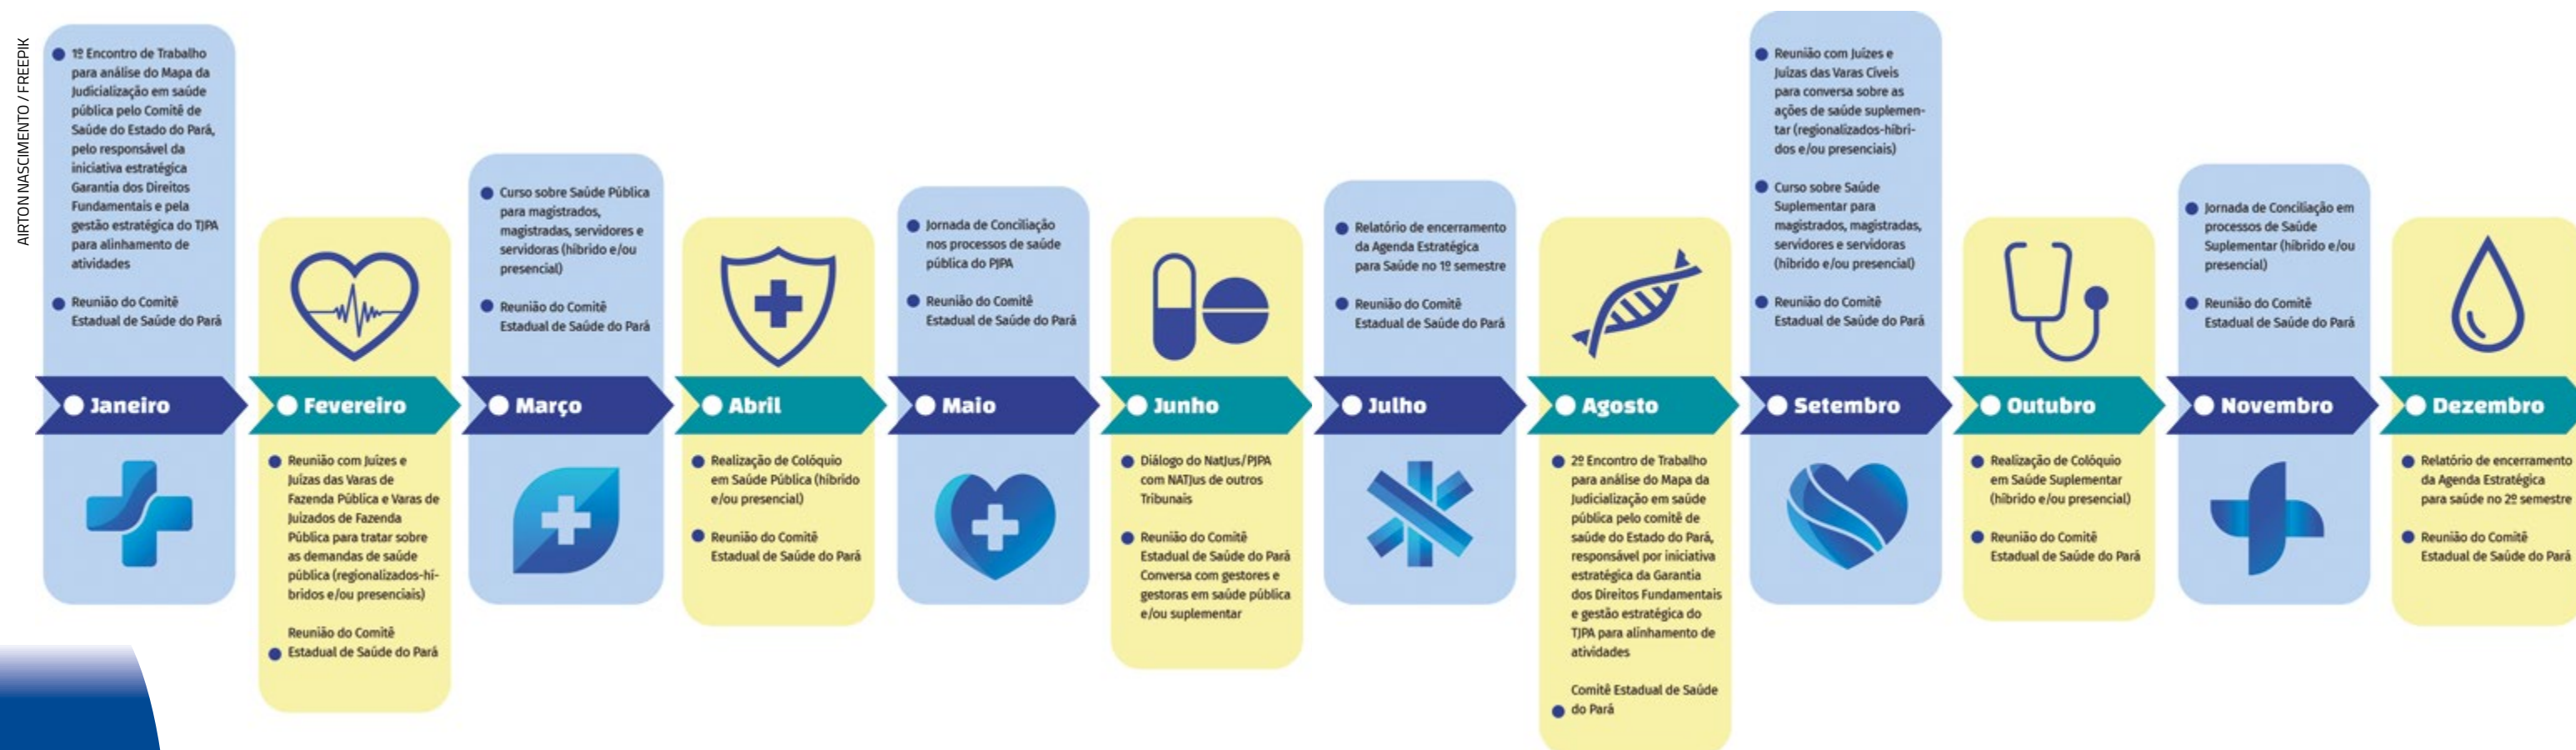 AIRTON NASCIMENTO / FREEPIK
1º Encontro de Trabalho
para análise do Mapa da
Judicialização em saúde
pública pelo Comitê de
Saúde do Estado do Pará,
pelo responsável da
iniciativa estratégica
Garantia dos Direitos
Fundamentais e pela
gestão estratégica do TJPA
para alinhamento de
atividades
Reunião do Comitê
Estadual de Saúde do Pará
Janeiro
Fevereiro
Reunião com Juízes e
Juízas das Varas de
Fazenda Pública e Varas de
Juizados de Fazenda
Pública para tratar sobre
as demandas de saúde
pública (regionalizados-hí-
bridos e/ou presenciais)
Reunião do Comitê
Estadual de Saúde do Pará
Curso sobre Saúde Pública
para magistrados,
magistradas, servidores e
servidoras (híbrido e/ou
presencial)
Reunião do Comitê
Estadual de Saúde do Pará
Março
Abril
Realização de Colóquio
em Saúde Pública (híbrido
e/ou presencial)
Reunião do Comitê
Estadual de Saúde do Pará
Jornada de Conciliação
nos processos de saúde
pública do PJPA
Reunião do Comitê
Estadual de Saúde do Pará
Maio
Junho
Diálogo do NatJus/PJPA
com NATJus de outros
Tribunais
Reunião do Comitê
Estadual de Saúde do Pará
Conversa com gestores e
gestoras em saúde pública
e/ou suplementar
Relatório de encerramento
da Agenda Estratégica
para Saúde no 1º semestre
Reunião do Comitê
Estadual de Saúde do Pará
Julho
Agosto
2º Encontro de Trabalho
para análise do Mapa da
Judicialização em saúde
pública pelo comitê de
saúde do Estado do Pará,
responsável por iniciativa
estratégica da Garantia
dos Direitos Fundamentais
e gestão estratégica do
TJPA para alinhamento de
atividades
Comitê Estadual de Saúde
do Pará
Reunião com Juízes e
Juízas das Varas Cíveis
para conversa sobre as
ações de saúde suplemen-
tar (regionalizados-híbri-
dos e/ou presenciais)
Curso sobre Saúde
Suplementar para
magistrados, magistradas,
servidores e servidoras
(híbrido e/ou presencial)
Reunião do Comitê
Estadual de Saúde do Pará
Setembro
Outubro
Realização de Colóquio
em Saúde Suplementar
(híbrido e/ou presencial)
Reunião do Comitê
Estadual de Saúde do Pará
Jornada de Conciliação em
processos de Saúde
Suplementar (híbrido e/ou
presencial)
Reunião do Comitê
Estadual de Saúde do Pará
Novembro
Dezembro
Relatório de encerramento
da Agenda Estratégica
para saúde no 2º semestre
Reunião do Comitê
Estadual de Saúde do Pará